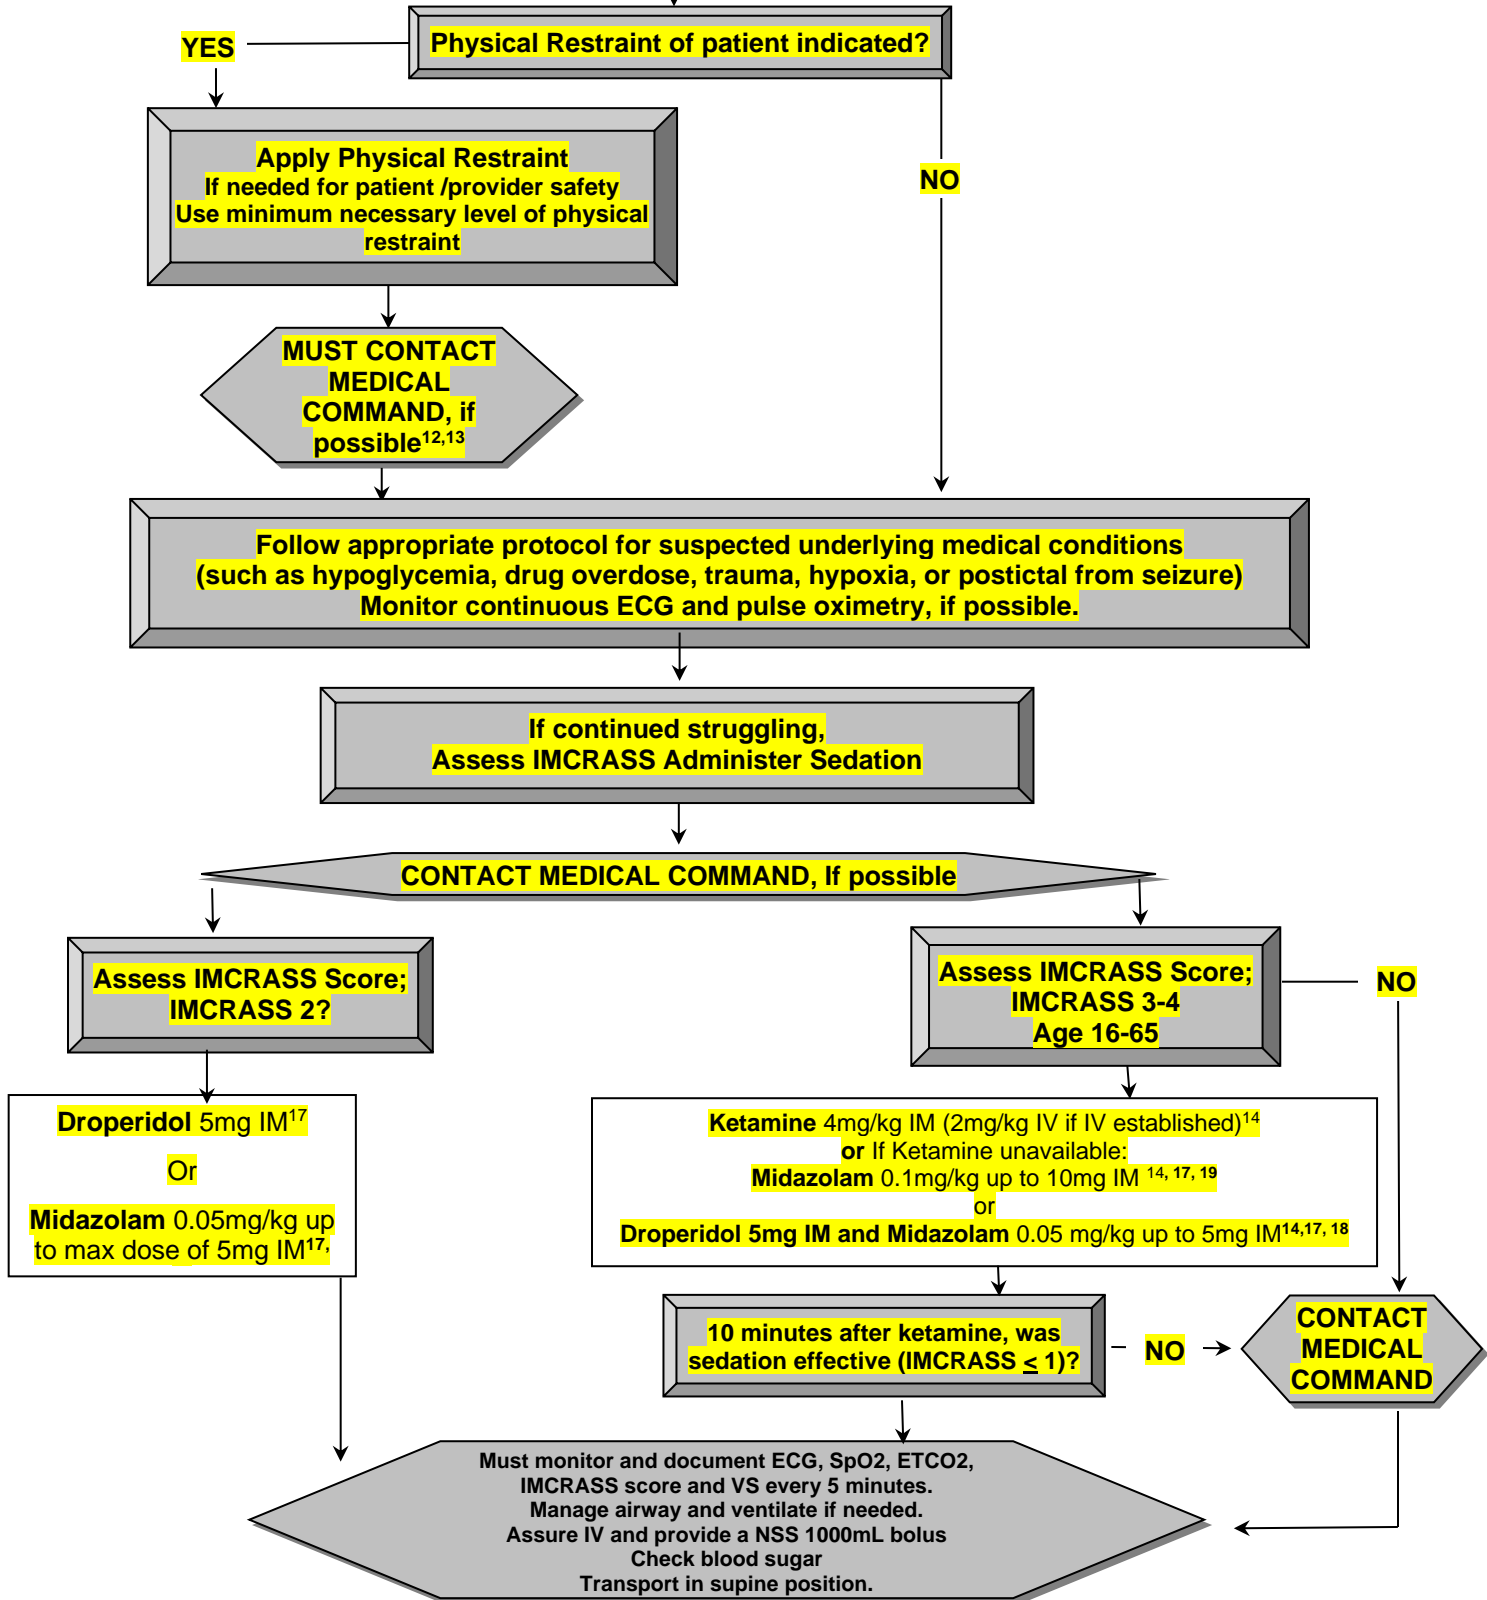 Physical Restraint of patient indicated?
YES
Apply Physical Restraint
If needed for patient /provider safety
Use minimum necessary level of physical
restraint
NO
MUST CONTACT
MEDICAL
COMMAND, if
possible12,13
Follow appropriate protocol for suspected underlying medical conditions
(such as hypoglycemia, drug overdose, trauma, hypoxia, or postictal from seizure)
Monitor continuous ECG and pulse oximetry, if possible.
If continued struggling,
Assess IMCRASS Administer Sedation
CONTACT MEDICAL COMMAND, If possible
Assess IMCRASS Score;
IMCRASS 2?
Assess IMCRASS Score;
IMCRASS 3-4
Age 16-65
NO
Droperidol 5mg IM17
Or
Midazolam 0.05mg/kg up
to max dose of 5mg IM17,
Ketamine 4mg/kg IM (2mg/kg IV if IV established)14
or If Ketamine unavailable:
Midazolam 0.1mg/kg up to 10mg IM 14, 17, 19
or
Droperidol 5mg IM and Midazolam 0.05 mg/kg up to 5mg IM14,17, 18
10 minutes after ketamine, was
sedation effective (IMCRASS ≤ 1)?
NO
CONTACT
MEDICAL
COMMAND
Must monitor and document ECG, SpO2, ETCO2,
IMCRASS score and VS every 5 minutes.
Manage airway and ventilate if needed.
Assure IV and provide a NSS 1000mL bolus
Check blood sugar
Transport in supine position.